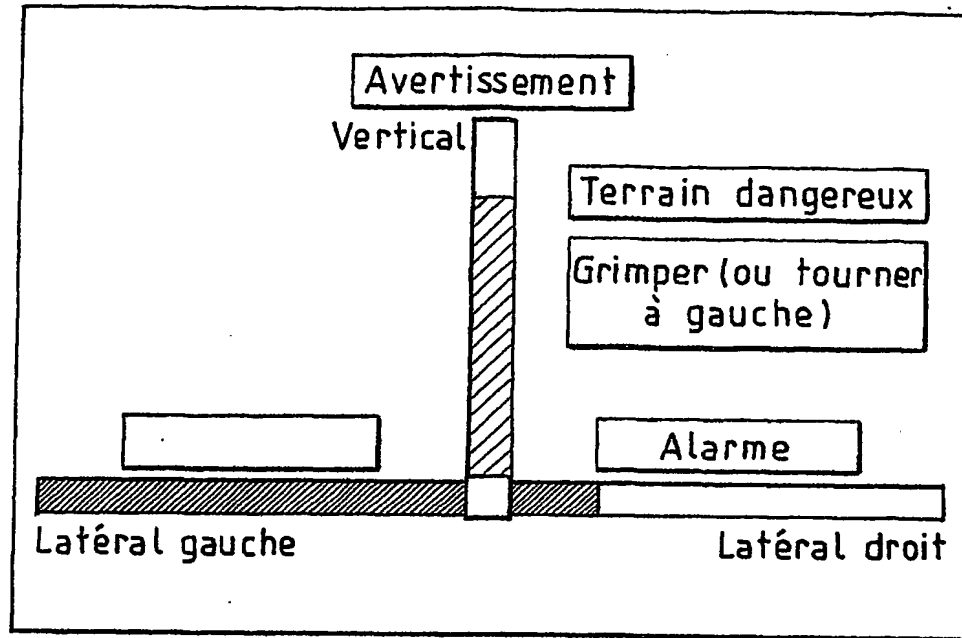 Avertissement
Vertical
Terrain dangereux
Grimper (ou tourner
à gauche)
Alarme
Latéral gauche
Latéral droit